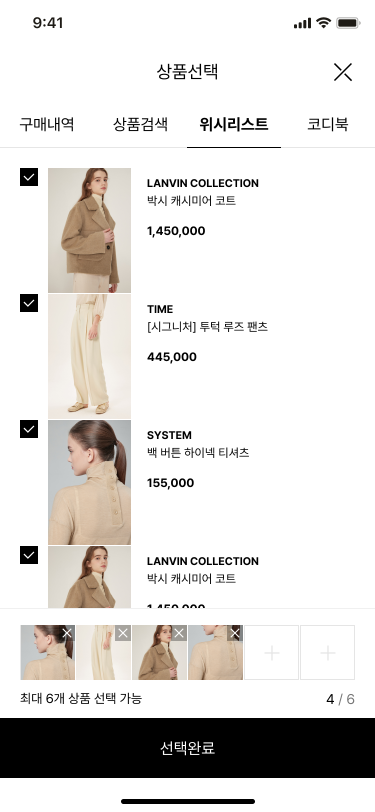 9:41
상품선택
구매내역 상품검색 위시리스트 코디북
LANVIN COLLECTION
박시 캐시미어 코트
1,450,000
TIME
[시그니처] 투턱 루즈 팬츠
445,000
SYSTEM
백 버튼 하이넥 티셔츠
155,000
LANVIN COLLECTION
박시 캐시미어 코트
1,450,000
최대 6개 상품 선택 가능 4 / 6
선택완료